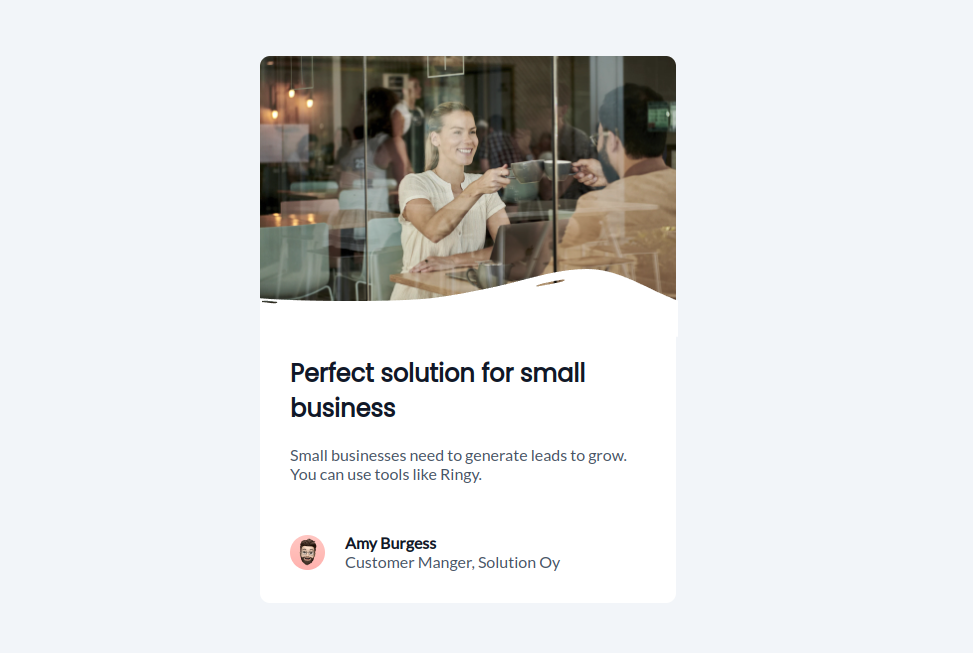 Perfect solution for small
business
Small businesses need to generate leads to grow.
You can use tools like Ringy.
Amy Burgess
Customer Manger, Solution Oy